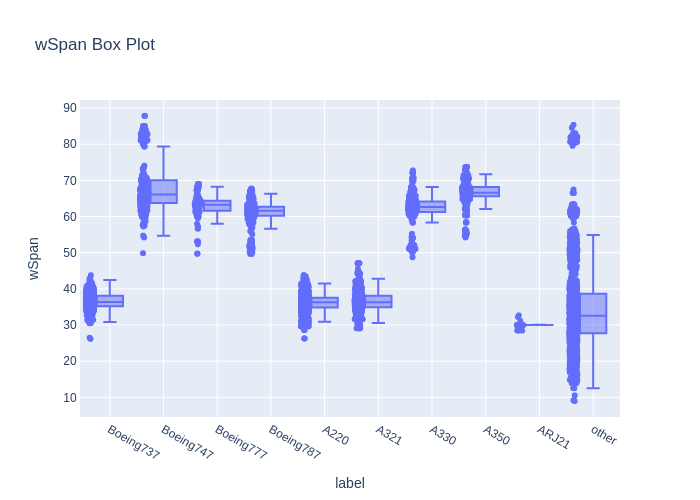 wSpan Box Plot
90
80
70
60
50
40
30
20
10
wSpan
Boeing737
Boeing747
Boeing777
Boeing787
A220
A321
A330
A350
ARJ21
other
label